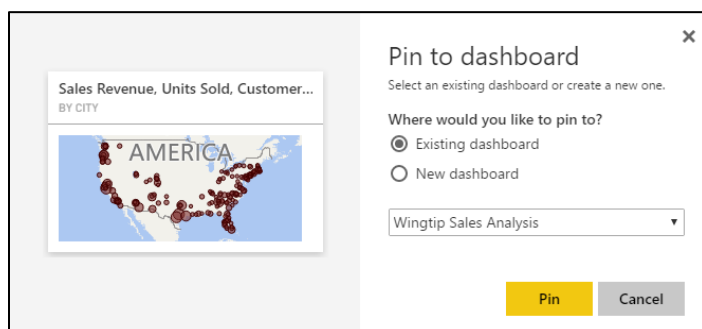 Sales Revenue, Units Sold, Customer...
BY CITY
AMERICA
Pin to dashboard
Select an existing dashboard or create a new one.
Where would you like to pin to?
Existing dashboard
New dashboard
Wingtip Sales Analysis
Pin
Cancel